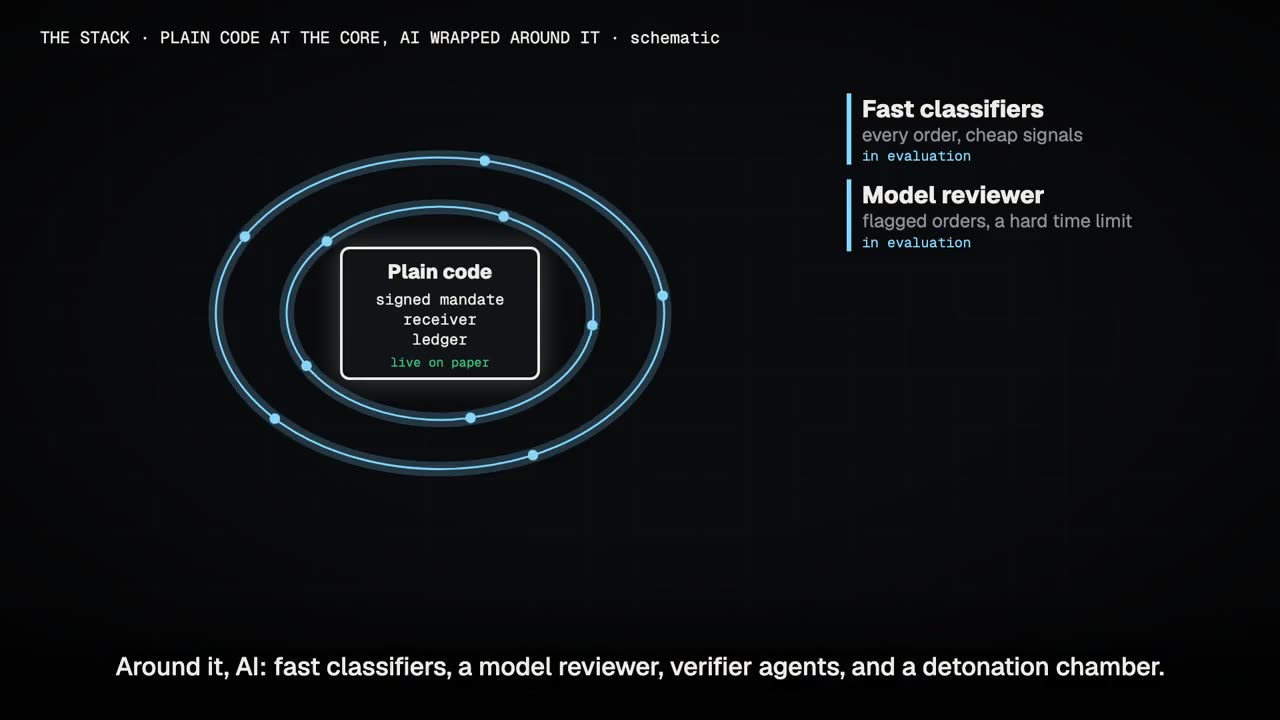 THE STACK · PLAIN CODE AT THE CORE, AI WRAPPED AROUND IT · schematic
Fast classifiers
every order, cheap signals
in evaluation
Model reviewer
flagged orders, a hard time limit
in evaluation
Plain code
signed mandate
receiver
ledger
live on paper
Around it, AI: fast classifiers, a model reviewer, verifier agents, and a detonation chamber.